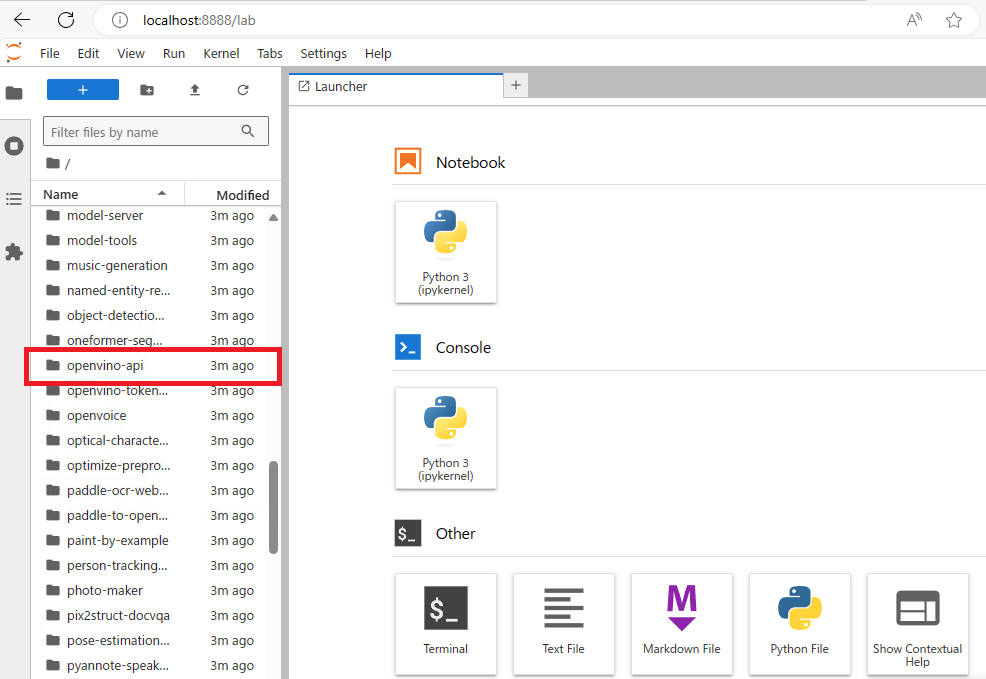 localhost:8888/lab
File Edit View Run Kernel Tabs Settings Help
+
Launcher
+
Filter files by name
/
Name Modified
model-server 3m ago
model-tools 3m ago
music-generation 3m ago
named-entity-re... 3m ago
object-detectio... 3m ago
oneformer-seg... 3m ago
openvino-api 3m ago
openvino-token... 3m ago
openvoice 3m ago
optical-characte... 3m ago
optimize-prepro... 3m ago
paddle-ocr-web... 3m ago
paddle-to-open... 3m ago
paint-by-example 3m ago
person-tracking... 3m ago
photo-maker 3m ago
pix2struct-docvqa 3m ago
pose-estimation... 3m ago
pyannote-speak... 3m ago
Notebook
Python 3
(ipykernel)
Console
Python 3
(ipykernel)
$_ Other
$_
Terminal
Text File
M
Markdown File
Python File
Show Contextual
Help